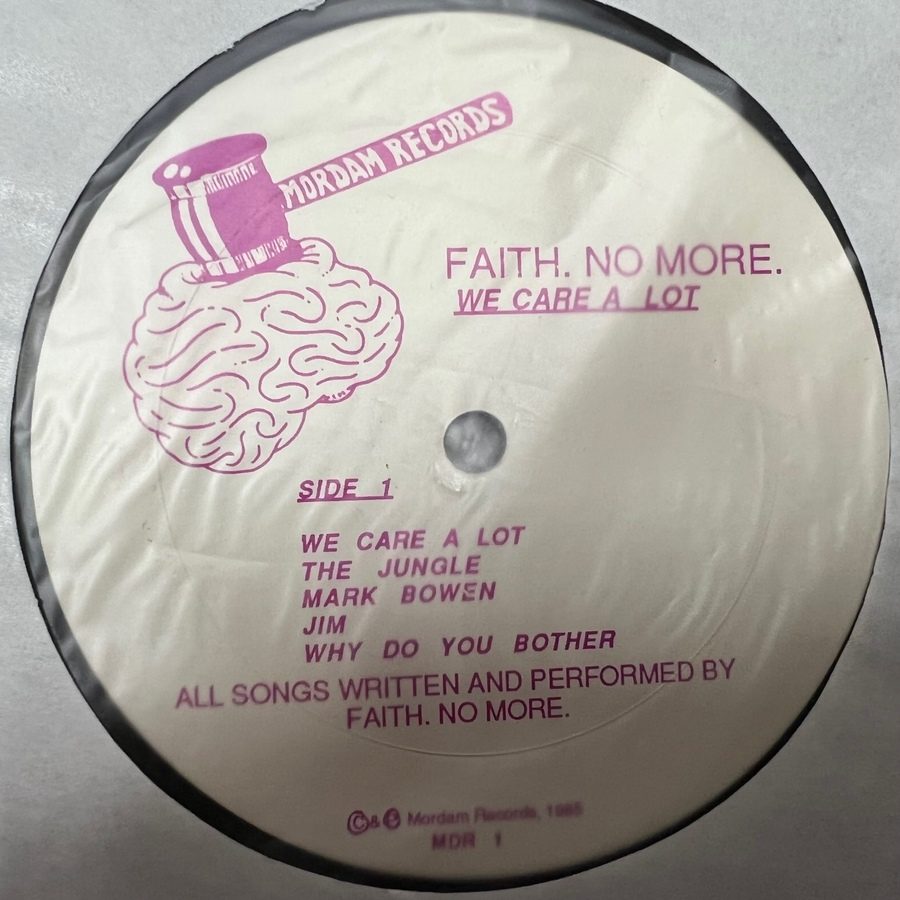 MORDAM RECORDS
FAITH. NO MORE.
WE CARE A LOT
SIDE 1
WE CARE A LOT
THE JUNGLE
MARK BOWEN
JIM
WHY DO YOU BOTHER
ALL SONGS WRITTEN AND PERFORMED BY
FAITH. NO MORE.
©&℗ Mordam Records, 1985
MDR 1